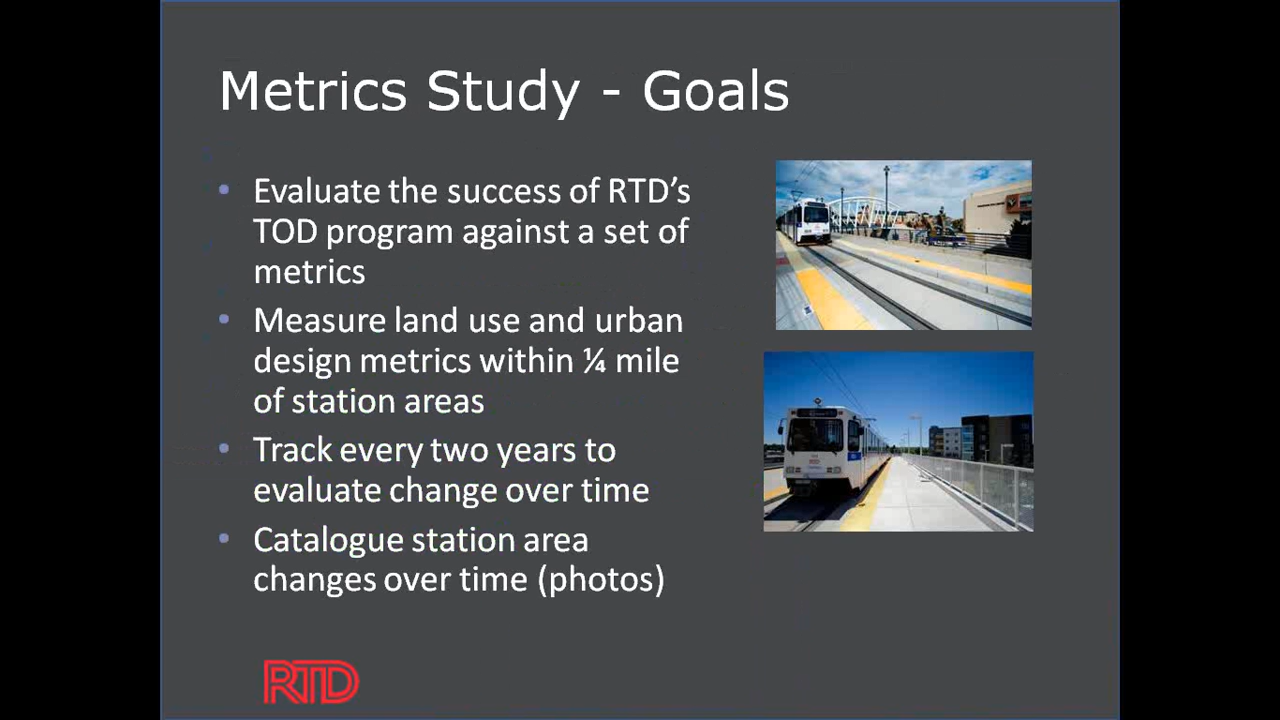 Metrics Study - Goals
• Evaluate the success of RTD's
TOD program against a set of
metrics
• Measure land use and urban
design metrics within ¼ mile
of station areas
• Track every two years to
evaluate change over time
• Catalogue station area
changes over time (photos)
RTD